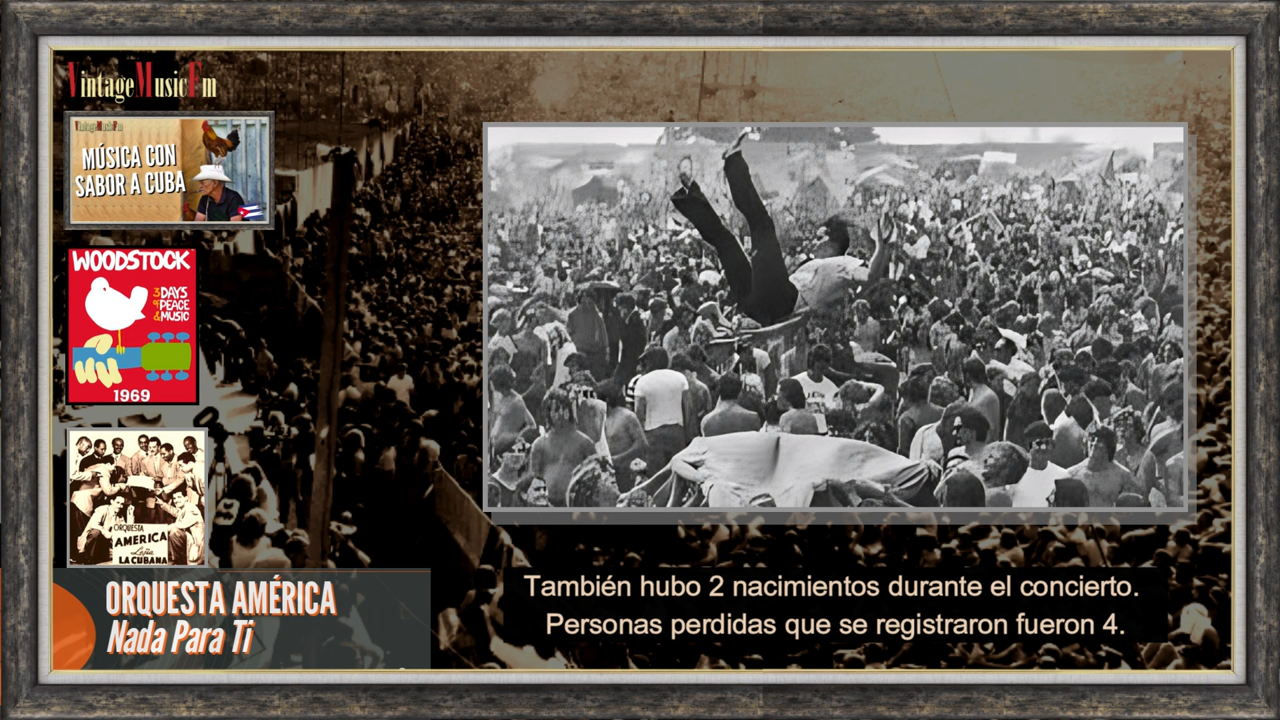 VintageMusicFm
VintageMusicFm
MÚSICA CON
SABOR A CUBA
WOODSTOCK
3 DAYS
of PEACE
& MUSIC
1969
ORQUESTA
AMERICA
LA CUBANA
ORQUESTA AMÉRICA
Nada Para Ti
También hubo 2 nacimientos durante el concierto.
Personas perdidas que se registraron fueron 4.